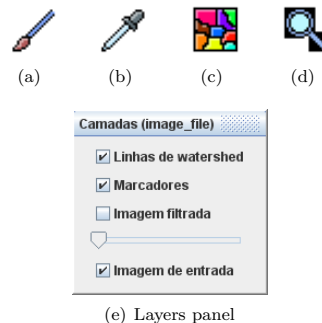 (a) (b) (c) (d)
Camadas (image_file)
Linhas de watershed
Marcadores
Imagem filtrada
Imagem de entrada
(e) Layers panel